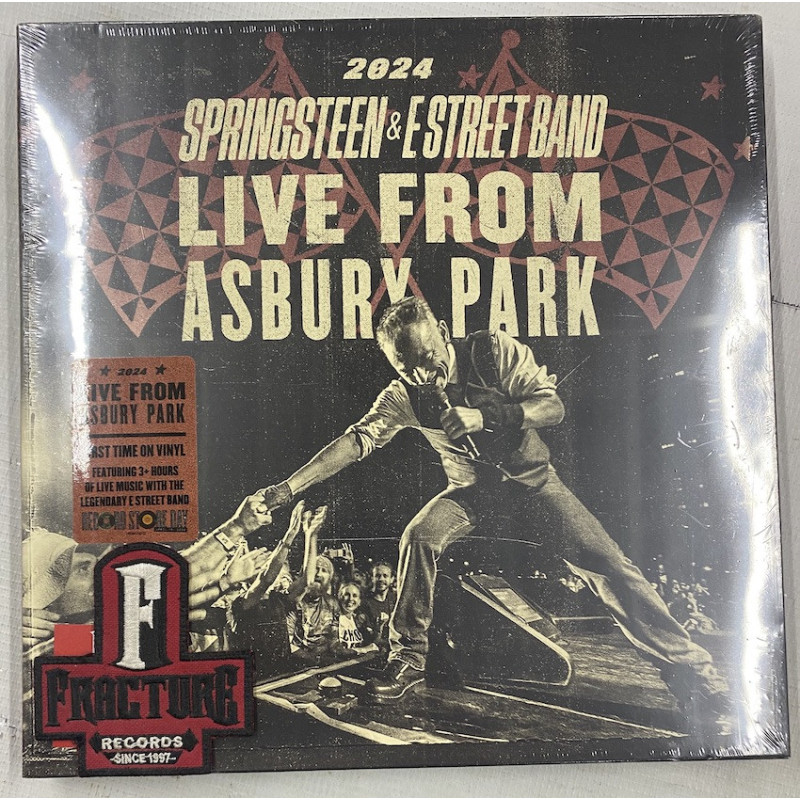 2024
SPRINGSTEEN & E STREET BAND
LIVE FROM
ASBURY PARK
2024
LIVE FROM
ASBURY PARK
FIRST TIME ON VINYL
FEATURING 3+ HOURS
OF LIVE MUSIC WITH THE
LEGENDARY E STREET BAND
RECORD STORE DAY
F
FRACTURE
RECORDS
-SINCE 1997-